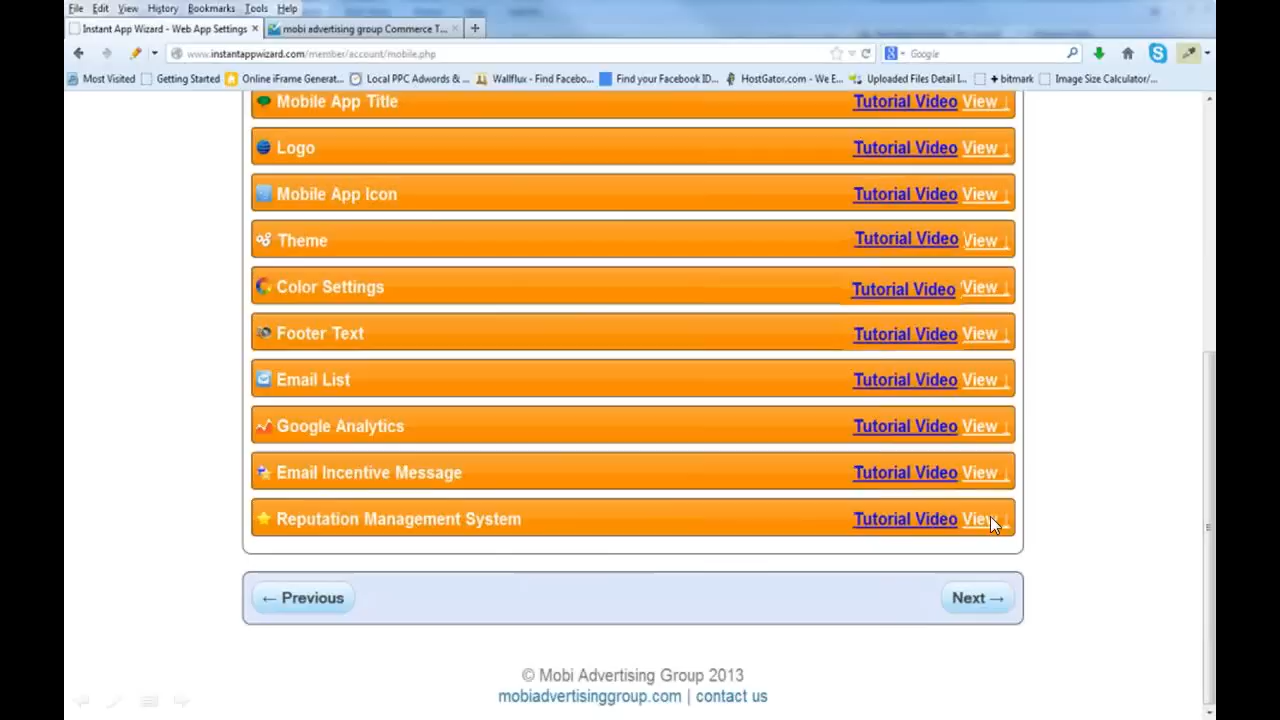 File Edit View History Bookmarks Tools Help
Instant App Wizard - Web App Settings × mobi advertising group Commerce T... × +
www.instantappwizard.com/member/account/mobile.php Google
Most Visited Getting Started Online iFrame Generat... Local PPC Adwords & ... Wallflux - Find Facebo... Find your Facebook ID... HostGator.com - We E... Uploaded Files Detail I... + bitmark Image Size Calculator/...
Mobile App Title Tutorial Video View ↓
Logo Tutorial Video View ↓
Mobile App Icon Tutorial Video View ↓
Theme Tutorial Video View ↓
Color Settings Tutorial Video View ↓
Footer Text Tutorial Video View ↓
Email List Tutorial Video View ↓
Google Analytics Tutorial Video View ↓
Email Incentive Message Tutorial Video View ↓
Reputation Management System Tutorial Video View ↓
← Previous Next →
© Mobi Advertising Group 2013
mobiadvertisinggroup.com | contact us